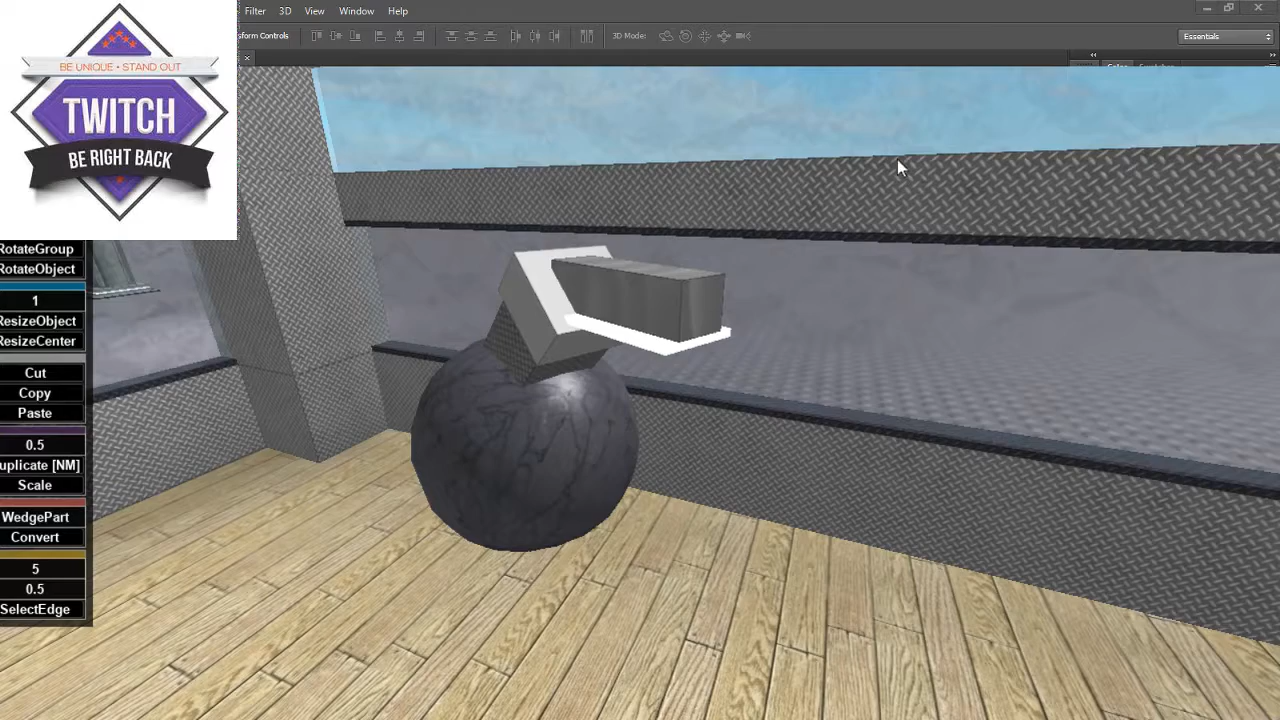 Filter 3D View Window Help
sform Controls
3D Mode:
Essentials
BE UNIQUE • STAND OUT
TWITCH
BE RIGHT BACK
RotateGroup
RotateObject
1
ResizeObject
ResizeCenter
Cut
Copy
Paste
0.5
uplicate [NM]
Scale
WedgePart
Convert
5
0.5
SelectEdge